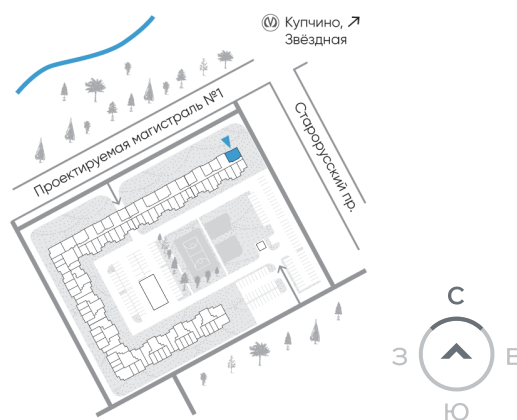 Купчино, ↗
Звёздная
Проектируемая магистраль №1
Старорусский пр.
С
З
В
Ю